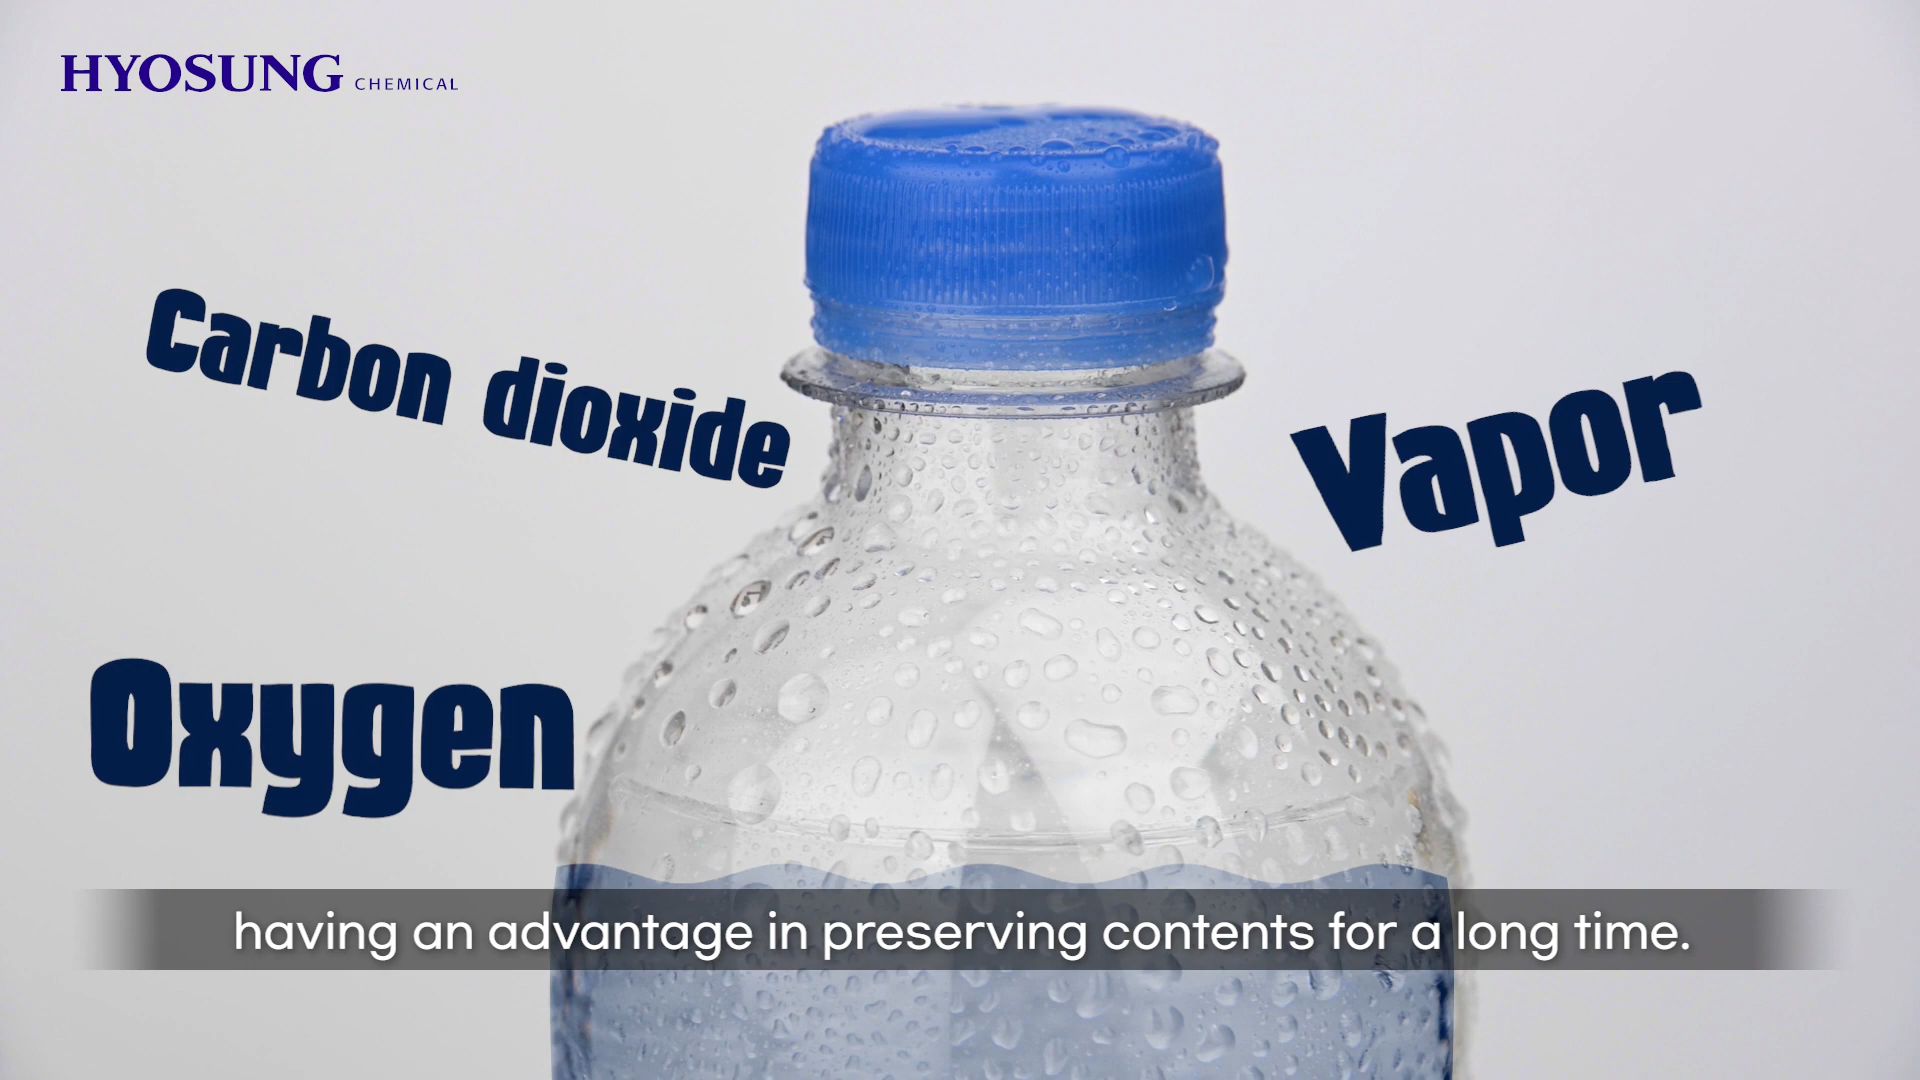 HYOSUNG CHEMICAL
Carbon dioxide
Vapor
Oxygen
having an advantage in preserving contents for a long time.